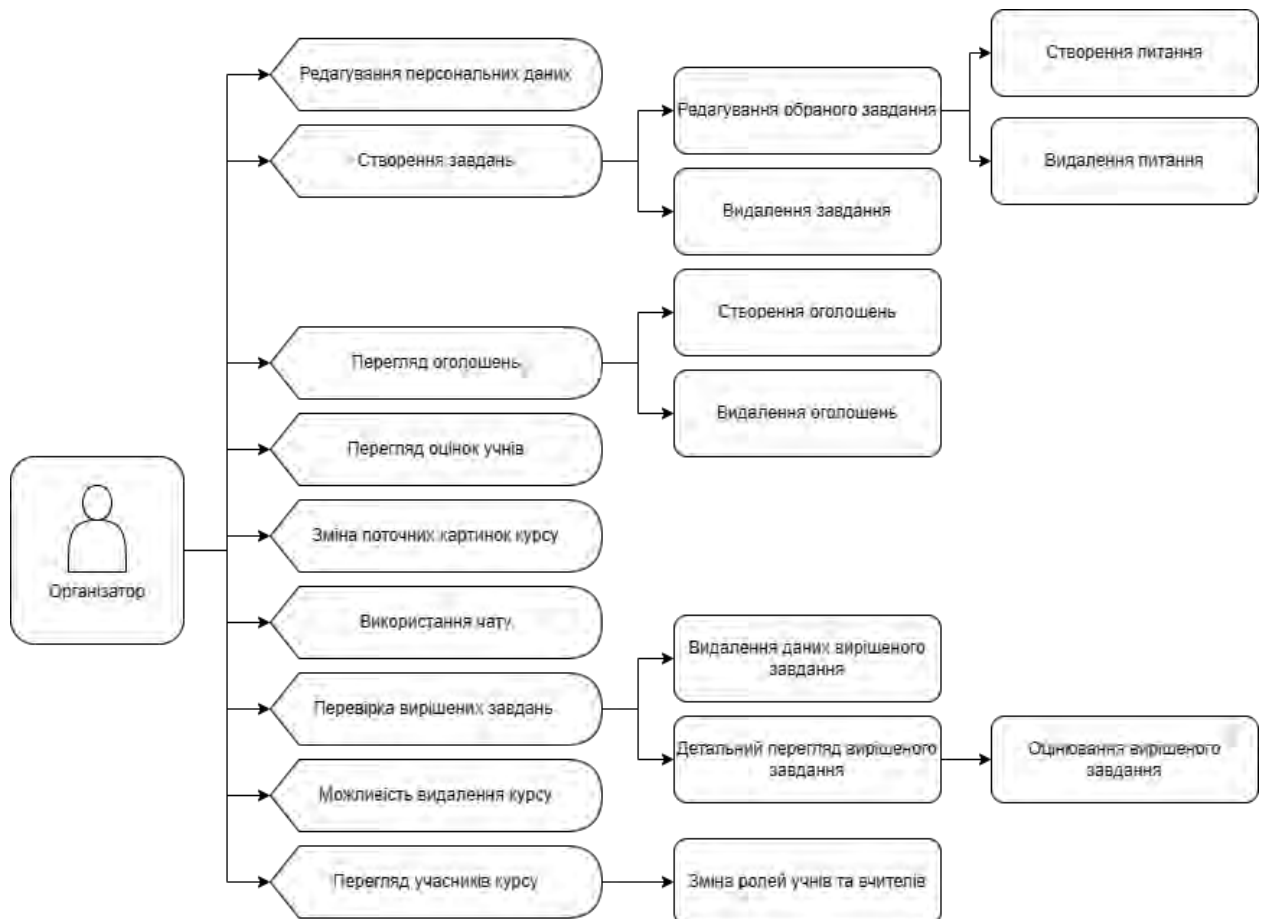 Редагування персональних даних
Створення завдань
Редагування обраного завдання
Створення питання
Видалення питання
Видалення завдання
Перегляд оголошень
Створення оголошень
Видалення оголошень
Перегляд оцінок учнів
Зміна поточних картинок курсу
Організатор
Використання чату
Перевірка вирішених завдань
Видалення даних вирішеного
завдання
Детальний перегляд вирішеного
завдання
Оцінювання вирішеного
завдання
Можливість видалення курсу
Перегляд учасників курсу
Зміна ролей учнів та вчителів